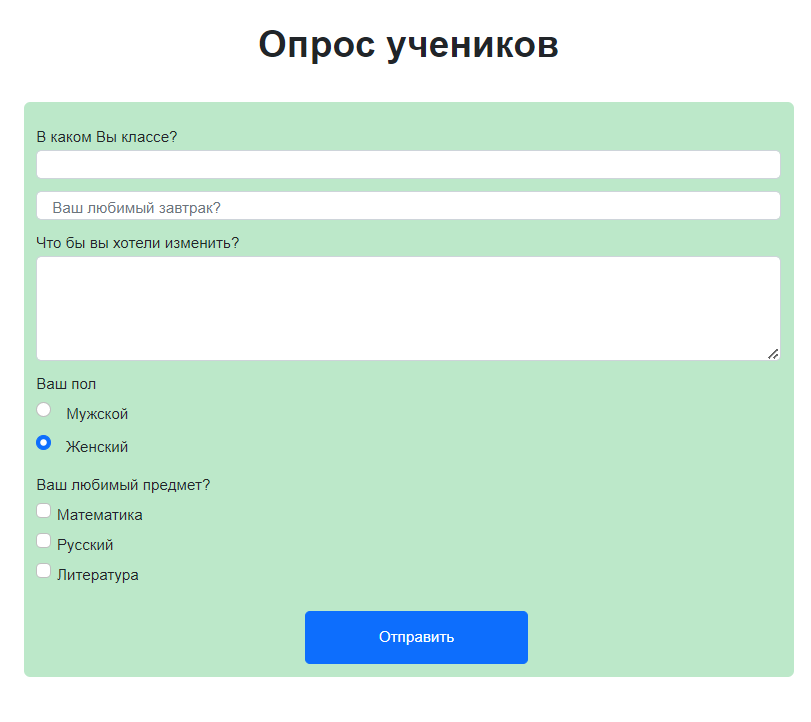 Опрос учеников
В каком Вы классе?
Ваш любимый завтрак?
Что бы вы хотели изменить?
Ваш пол
Мужской
Женский
Ваш любимый предмет?
Математика
Русский
Литература
Отправить